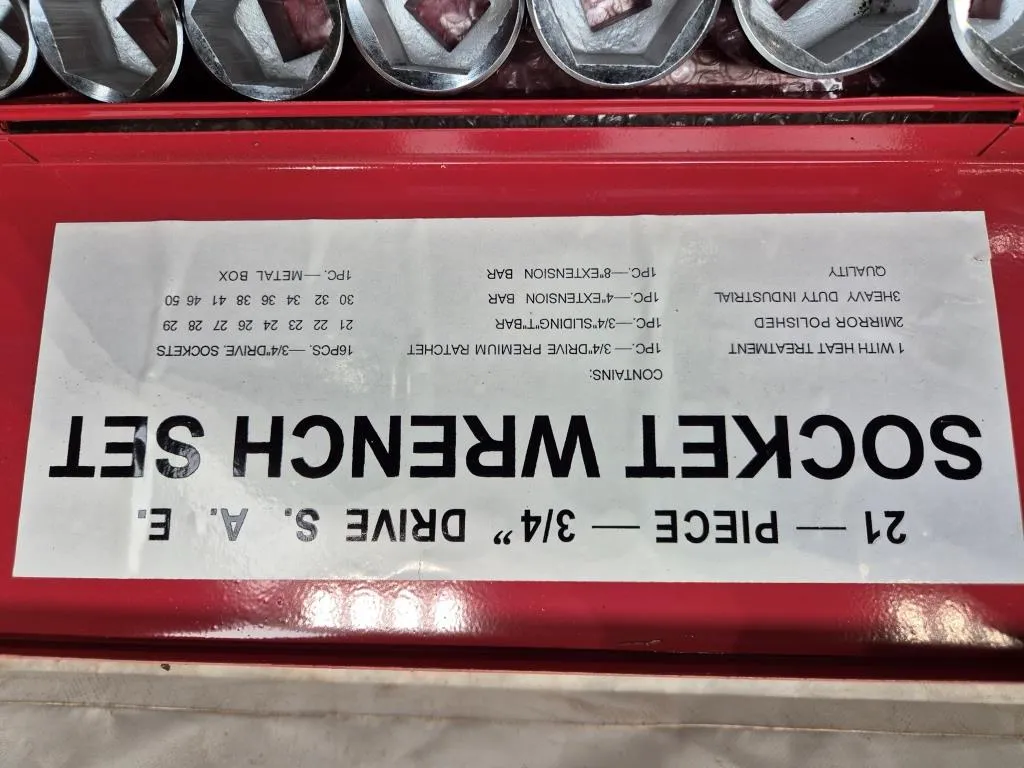 21 — PIECE — 3/4” DRIVE S. A. E.
SOCKET WRENCH SET
CONTAINS:
1 WITH HEAT TREATMENT
2MIRROR POLISHED
3HEAVY DUTY INDUSTRIAL
QUALITY
1PC.—3/4"DRIVE PREMIUM RATCHET
1PC.—3/4"SLIDING"T"BAR
1PC.—4"EXTENSION BAR
1PC.—8"EXTENSION BAR
16PCS.—3/4"DRIVE. SOCKETS
21 22 23 24 26 27 28 29
30 32 34 36 38 41 46 50
1PC.—METAL BOX